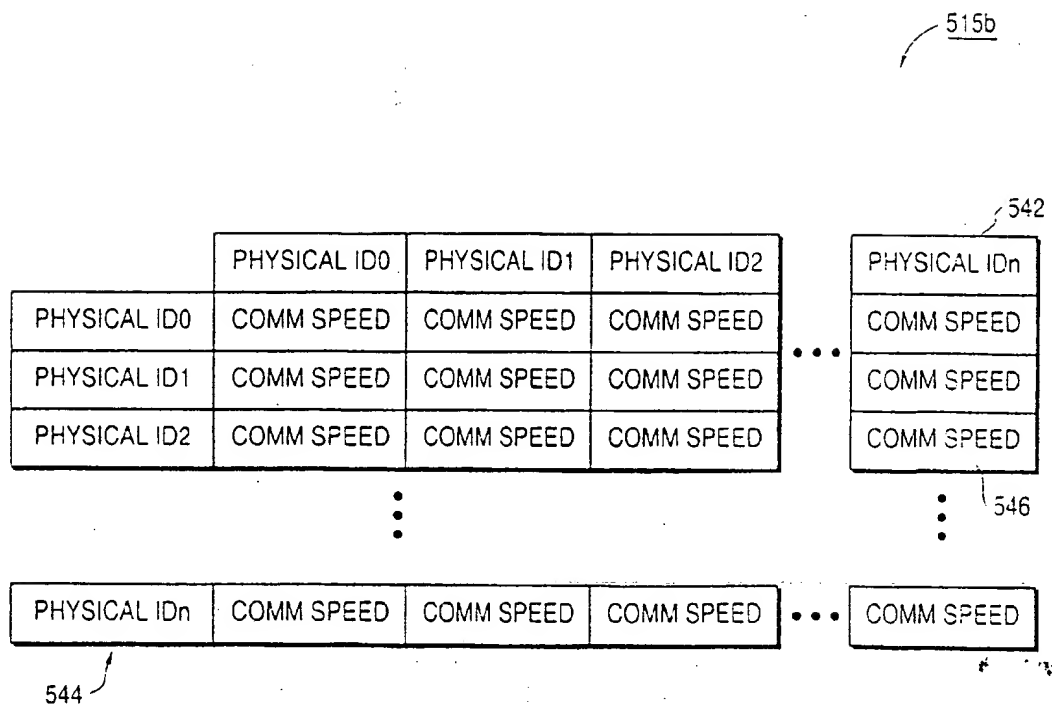 515b
542
PHYSICAL ID0 PHYSICAL ID1 PHYSICAL ID2 PHYSICAL IDn
PHYSICAL ID0 COMM SPEED COMM SPEED COMM SPEED COMM SPEED
PHYSICAL ID1 COMM SPEED COMM SPEED COMM SPEED COMM SPEED
PHYSICAL ID2 COMM SPEED COMM SPEED COMM SPEED COMM SPEED
546
PHYSICAL IDn COMM SPEED COMM SPEED COMM SPEED COMM SPEED
544